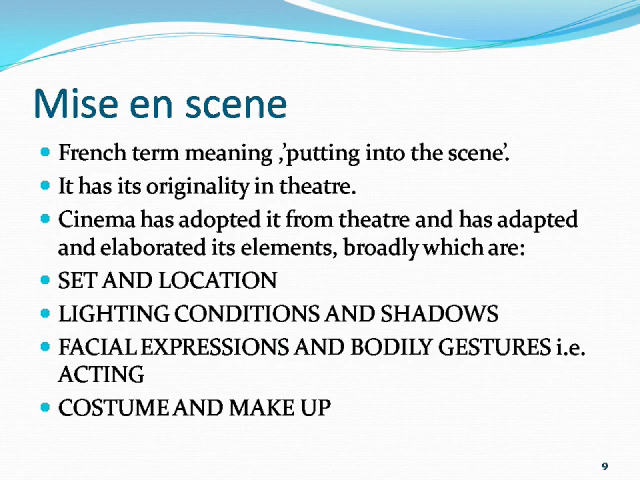 Mise en scene
French term meaning ,’putting into the scene’.
It has its originality in theatre.
Cinema has adopted it from theatre and has adapted
and elaborated its elements, broadly which are:
SET AND LOCATION
LIGHTING CONDITIONS AND SHADOWS
FACIAL EXPRESSIONS AND BODILY GESTURES i.e.
ACTING
COSTUME AND MAKE UP
9